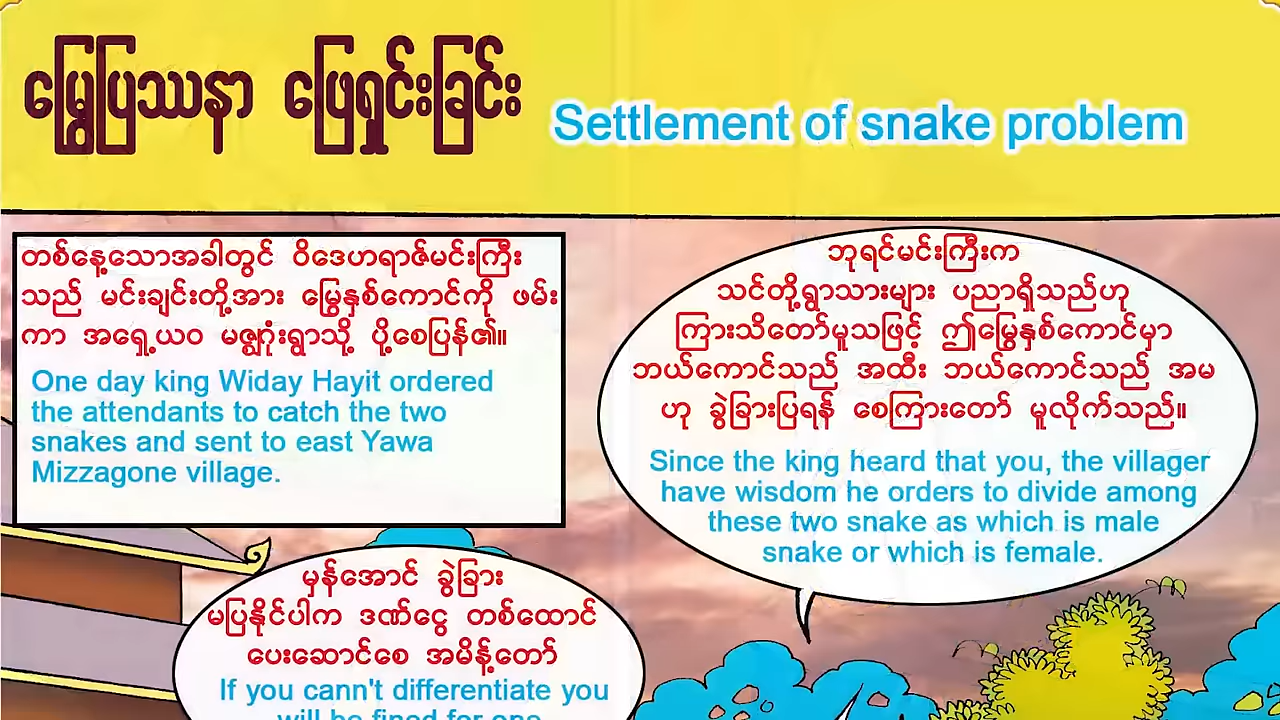 မြွေပြဿနာ ဖြေရှင်းခြင်း
Settlement of snake problem
တစ်နေ့သောအခါတွင် ဝိဒေဟရာဇ်မင်းကြီး
သည် မင်းချင်းတို့အား မြွေနှစ်ကောင်ကို ဖမ်း
ကာ အရှေ့ယဝ မဇ္ဈဂုံးရွာသို့ ပို့စေပြန်၏။
One day king Widay Hayit ordered
the attendants to catch the two
snakes and sent to east Yawa
Mizzagone village.
ဘုရင်မင်းကြီးက
သင်တို့ရွာသားများ ပညာရှိသည်ဟု
ကြားသိတော်မူသဖြင့် ဤမြွေနှစ်ကောင်မှာ
ဘယ်ကောင်သည် အထီး ဘယ်ကောင်သည် အမ
ဟု ခွဲခြားပြရန် စေကြားတော် မူလိုက်သည်။
Since the king heard that you, the villager
have wisdom he orders to divide among
these two snake as which is male
snake or which is female.
မှန်အောင် ခွဲခြား
မပြနိုင်ပါက ဒဏ်ငွေ တစ်ထောင်
ပေးဆောင်စေ အမိန့်တော်
If you cann't differentiate you
will be fined for one